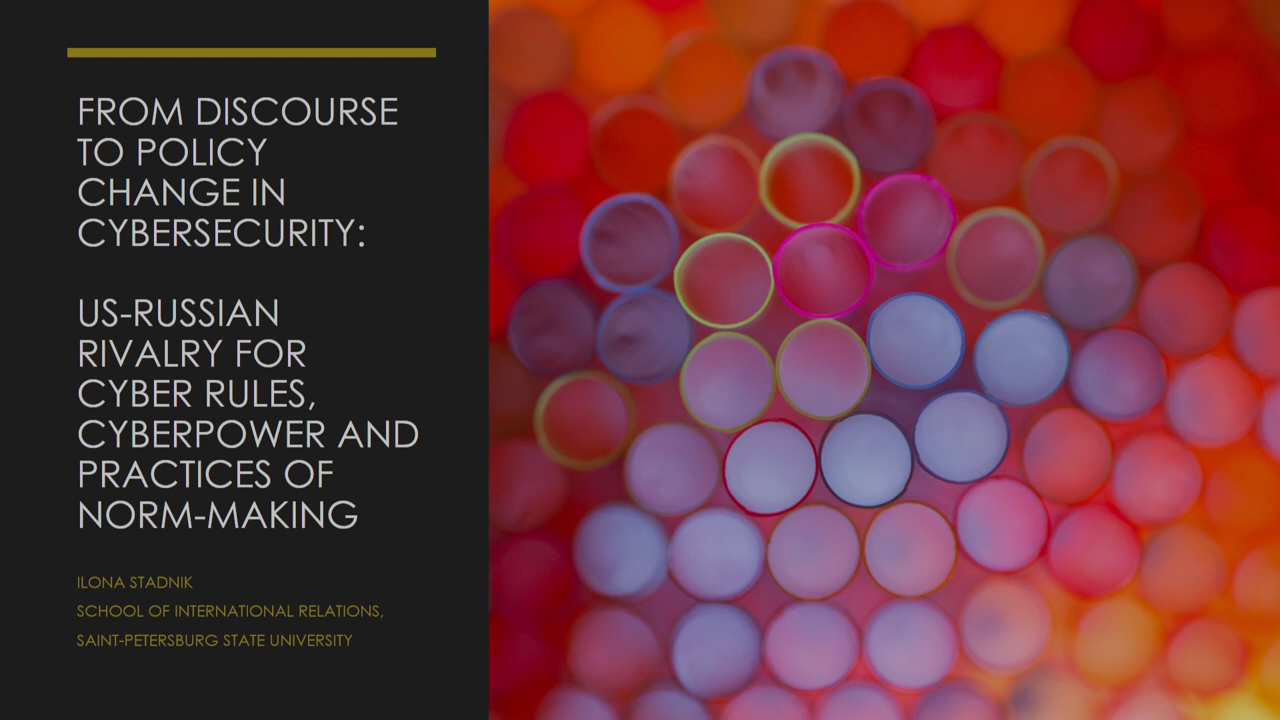 FROM DISCOURSE
TO POLICY
CHANGE IN
CYBERSECURITY:
US-RUSSIAN
RIVALRY FOR
CYBER RULES,
CYBERPOWER AND
PRACTICES OF
NORM-MAKING
ILONA STADNIK
SCHOOL OF INTERNATIONAL RELATIONS,
SAINT-PETERSBURG STATE UNIVERSITY